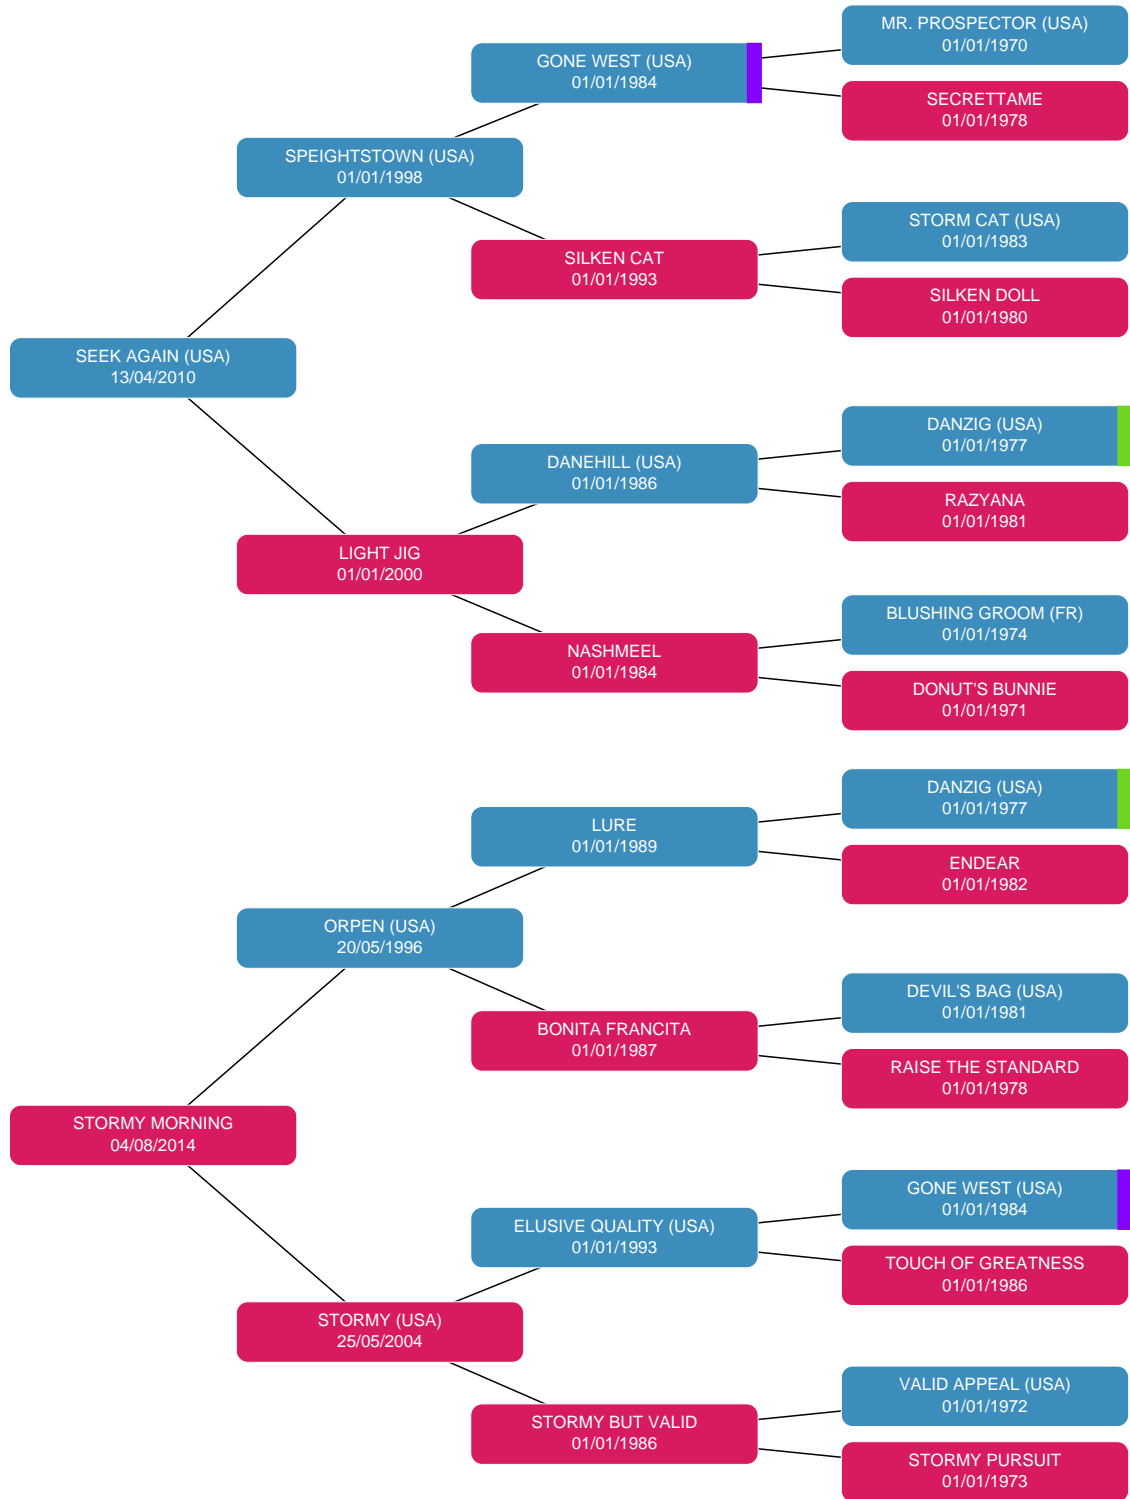 MR. PROSPECTOR (USA)
01/01/1970
GONE WEST (USA)
01/01/1984
SECRETTAME
01/01/1978
SPEIGHTSTOWN (USA)
01/01/1998
STORM CAT (USA)
01/01/1983
SILKEN CAT
01/01/1993
SILKEN DOLL
01/01/1980
SEEK AGAIN (USA)
13/04/2010
DANZIG (USA)
01/01/1977
DANEHILL (USA)
01/01/1986
RAZYANA
01/01/1981
LIGHT JIG
01/01/2000
BLUSHING GROOM (FR)
01/01/1974
NASHMEEL
01/01/1984
DONUT'S BUNNIE
01/01/1971
DANZIG (USA)
01/01/1977
LURE
01/01/1989
ENDEAR
01/01/1982
ORPEN (USA)
20/05/1996
DEVIL'S BAG (USA)
01/01/1981
BONITA FRANCITA
01/01/1987
RAISE THE STANDARD
01/01/1978
STORMY MORNING
04/08/2014
GONE WEST (USA)
01/01/1984
ELUSIVE QUALITY (USA)
01/01/1993
TOUCH OF GREATNESS
01/01/1986
STORMY (USA)
25/05/2004
VALID APPEAL (USA)
01/01/1972
STORMY BUT VALID
01/01/1986
STORMY PURSUIT
01/01/1973